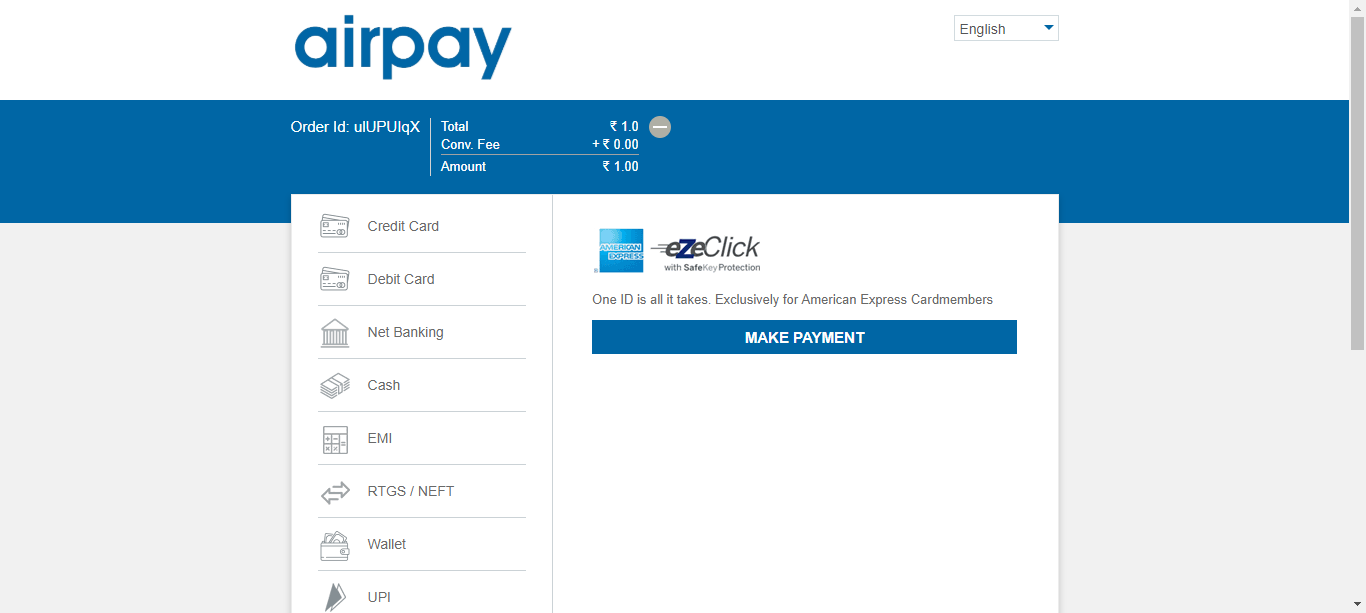 airpay
English
Order Id: uIUPUIqX
Total ₹ 1.0
Conv. Fee + ₹ 0.00
Amount ₹ 1.00
Credit Card
Debit Card
Net Banking
Cash
EMI
RTGS / NEFT
Wallet
UPI
AMERICAN
EXPRESS
eZeClick
with SafeKey Protection
One ID is all it takes. Exclusively for American Express Cardmembers
MAKE PAYMENT